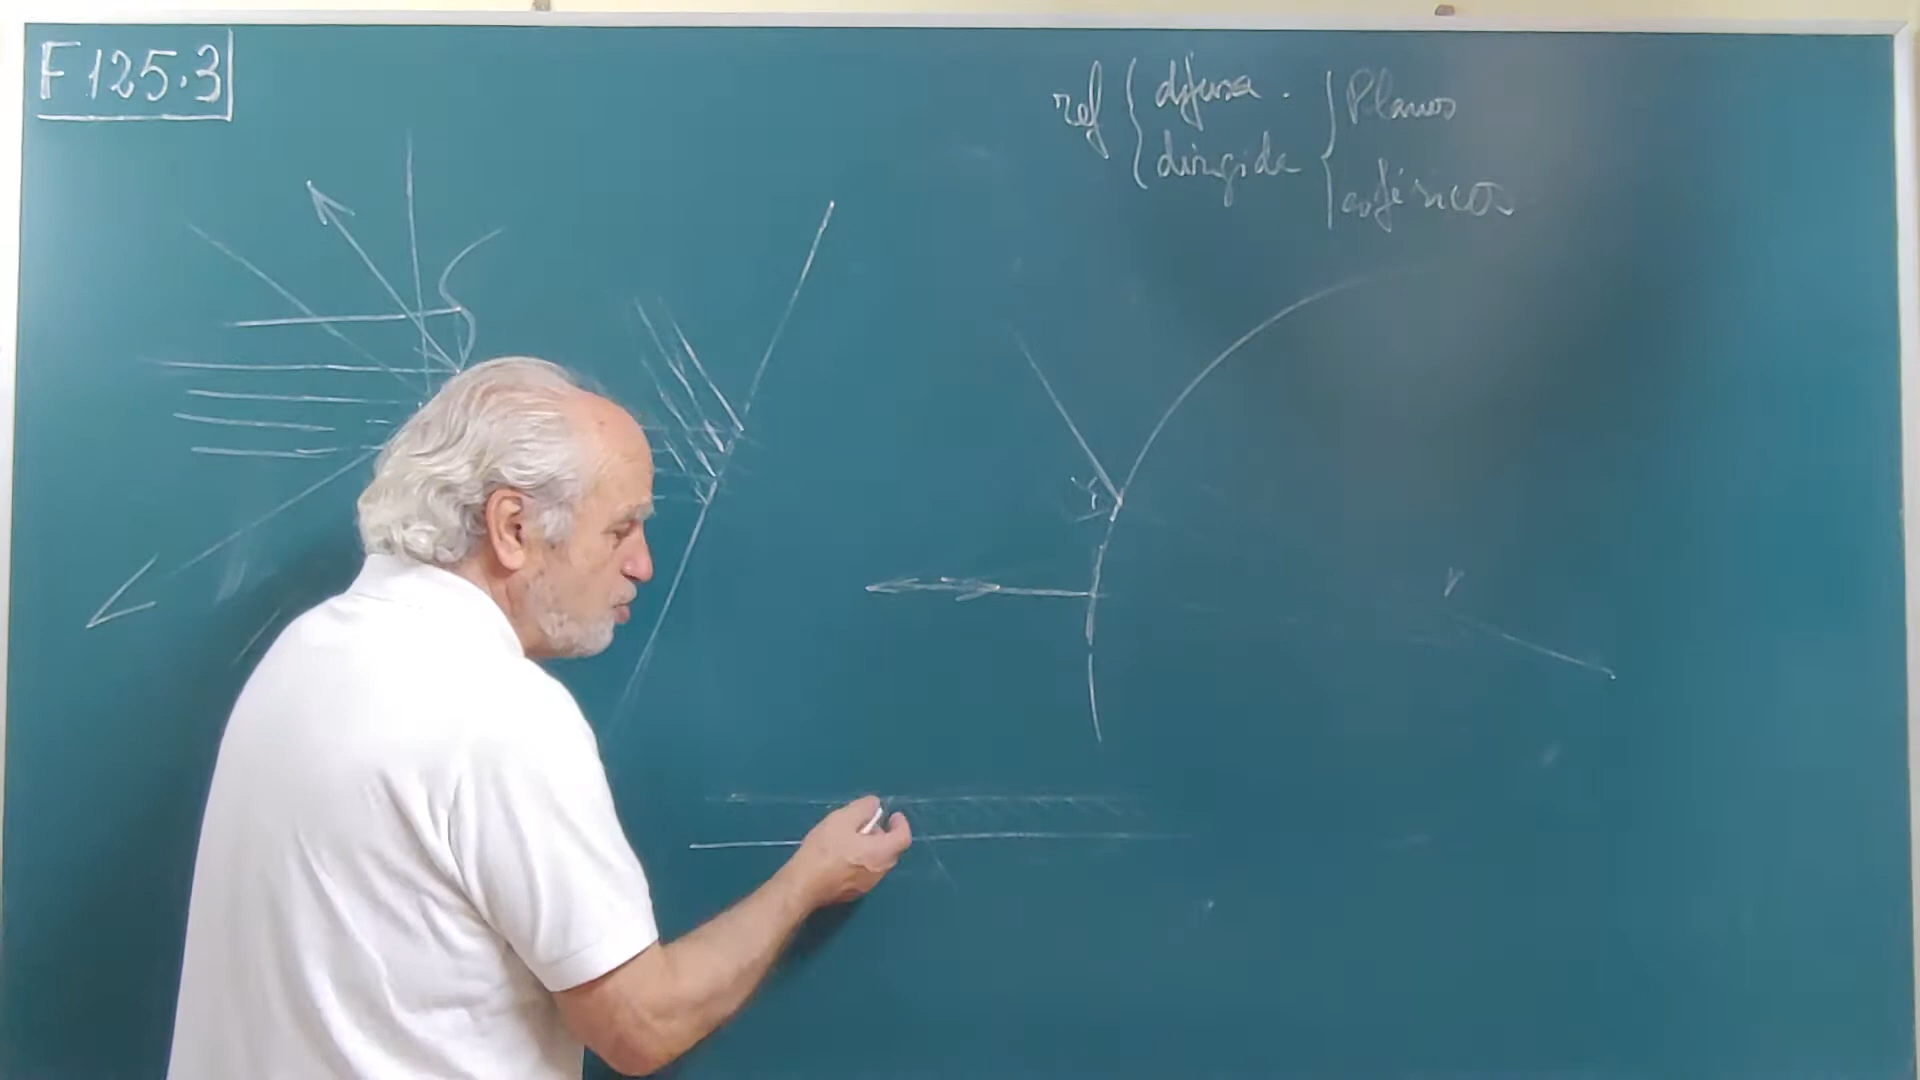 F 125.3
ref { difusa . { Planos
dirigida esféricos
r